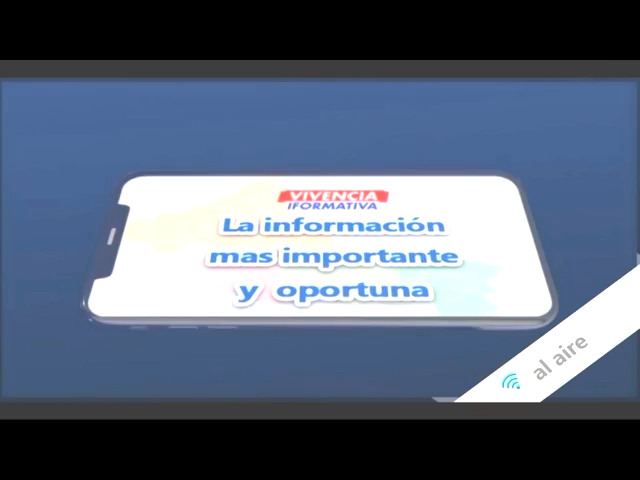 VIVENCIA
IFORMATIVA
La información
mas importante
y oportuna
al aire